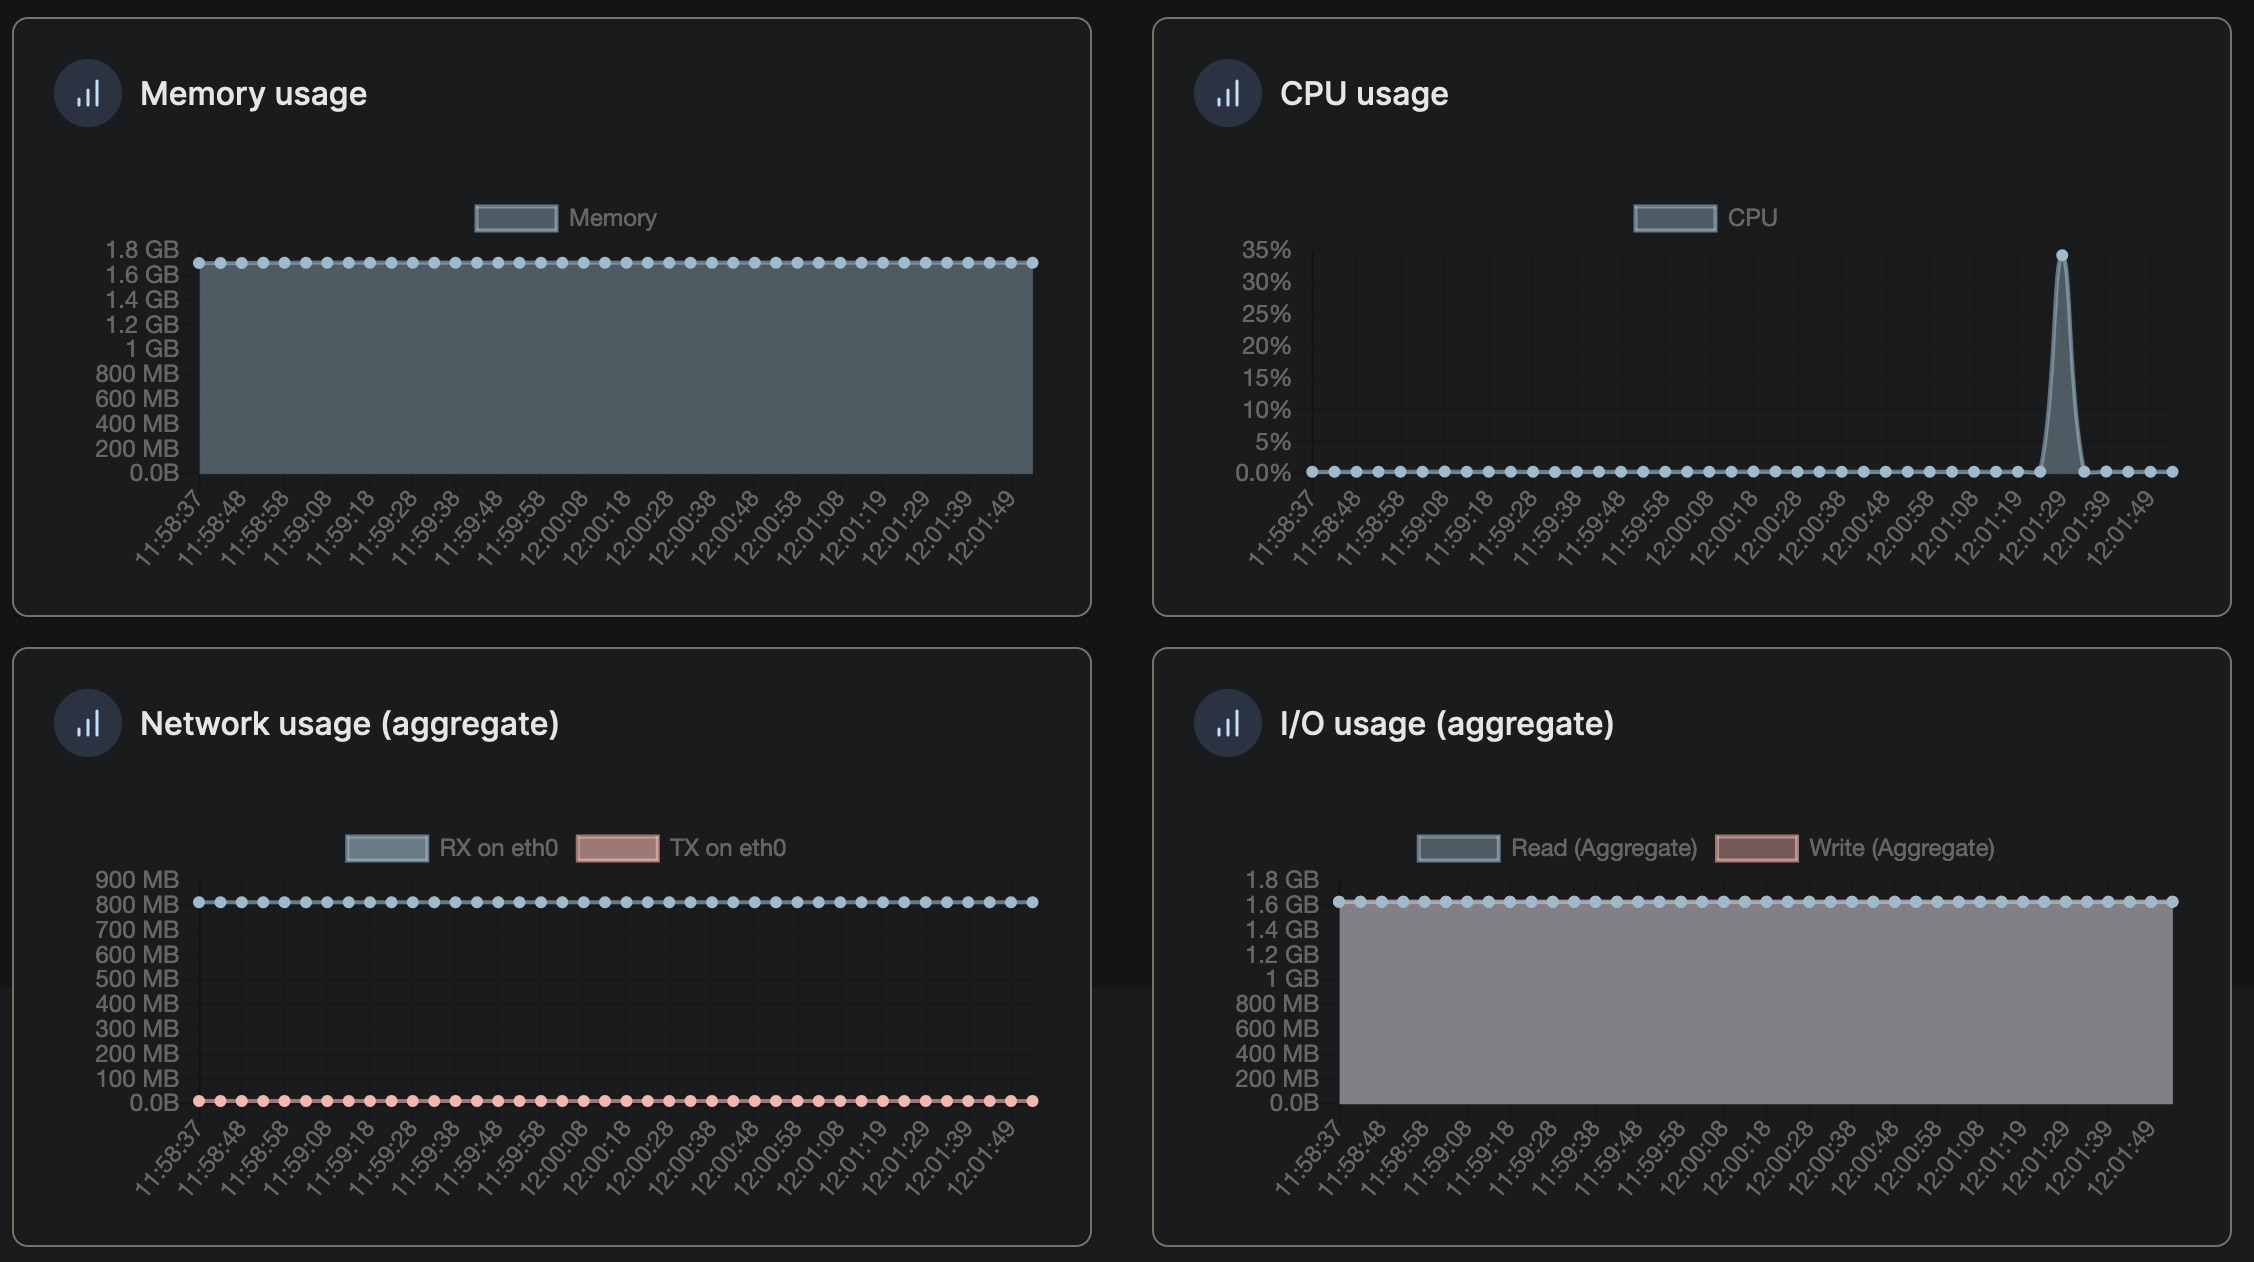 Memory usage
Memory
1.8 GB
1.6 GB
1.4 GB
1.2 GB
1 GB
800 MB
600 MB
400 MB
200 MB
0.0B
11:58:37
11:58:48
11:58:58
11:59:08
11:59:18
11:59:28
11:59:38
11:59:48
11:59:58
12:00:08
12:00:18
12:00:28
12:00:38
12:00:48
12:00:58
12:01:08
12:01:19
12:01:29
12:01:39
12:01:49
CPU usage
CPU
35%
30%
25%
20%
15%
10%
5%
0.0%
11:58:37
11:58:48
11:58:58
11:59:08
11:59:18
11:59:28
11:59:38
11:59:48
11:59:58
12:00:08
12:00:18
12:00:28
12:00:38
12:00:48
12:00:58
12:01:08
12:01:19
12:01:29
12:01:39
12:01:49
Network usage (aggregate)
RX on eth0 TX on eth0
900 MB
800 MB
700 MB
600 MB
500 MB
400 MB
300 MB
200 MB
100 MB
0.0B
11:58:37
11:58:48
11:58:58
11:59:08
11:59:18
11:59:28
11:59:38
11:59:48
11:59:58
12:00:08
12:00:18
12:00:28
12:00:38
12:00:48
12:00:58
12:01:08
12:01:19
12:01:29
12:01:39
12:01:49
I/O usage (aggregate)
Read (Aggregate) Write (Aggregate)
1.8 GB
1.6 GB
1.4 GB
1.2 GB
1 GB
800 MB
600 MB
400 MB
200 MB
0.0B
11:58:37
11:58:48
11:58:58
11:59:08
11:59:18
11:59:28
11:59:38
11:59:48
11:59:58
12:00:08
12:00:18
12:00:28
12:00:38
12:00:48
12:00:58
12:01:08
12:01:19
12:01:29
12:01:39
12:01:49